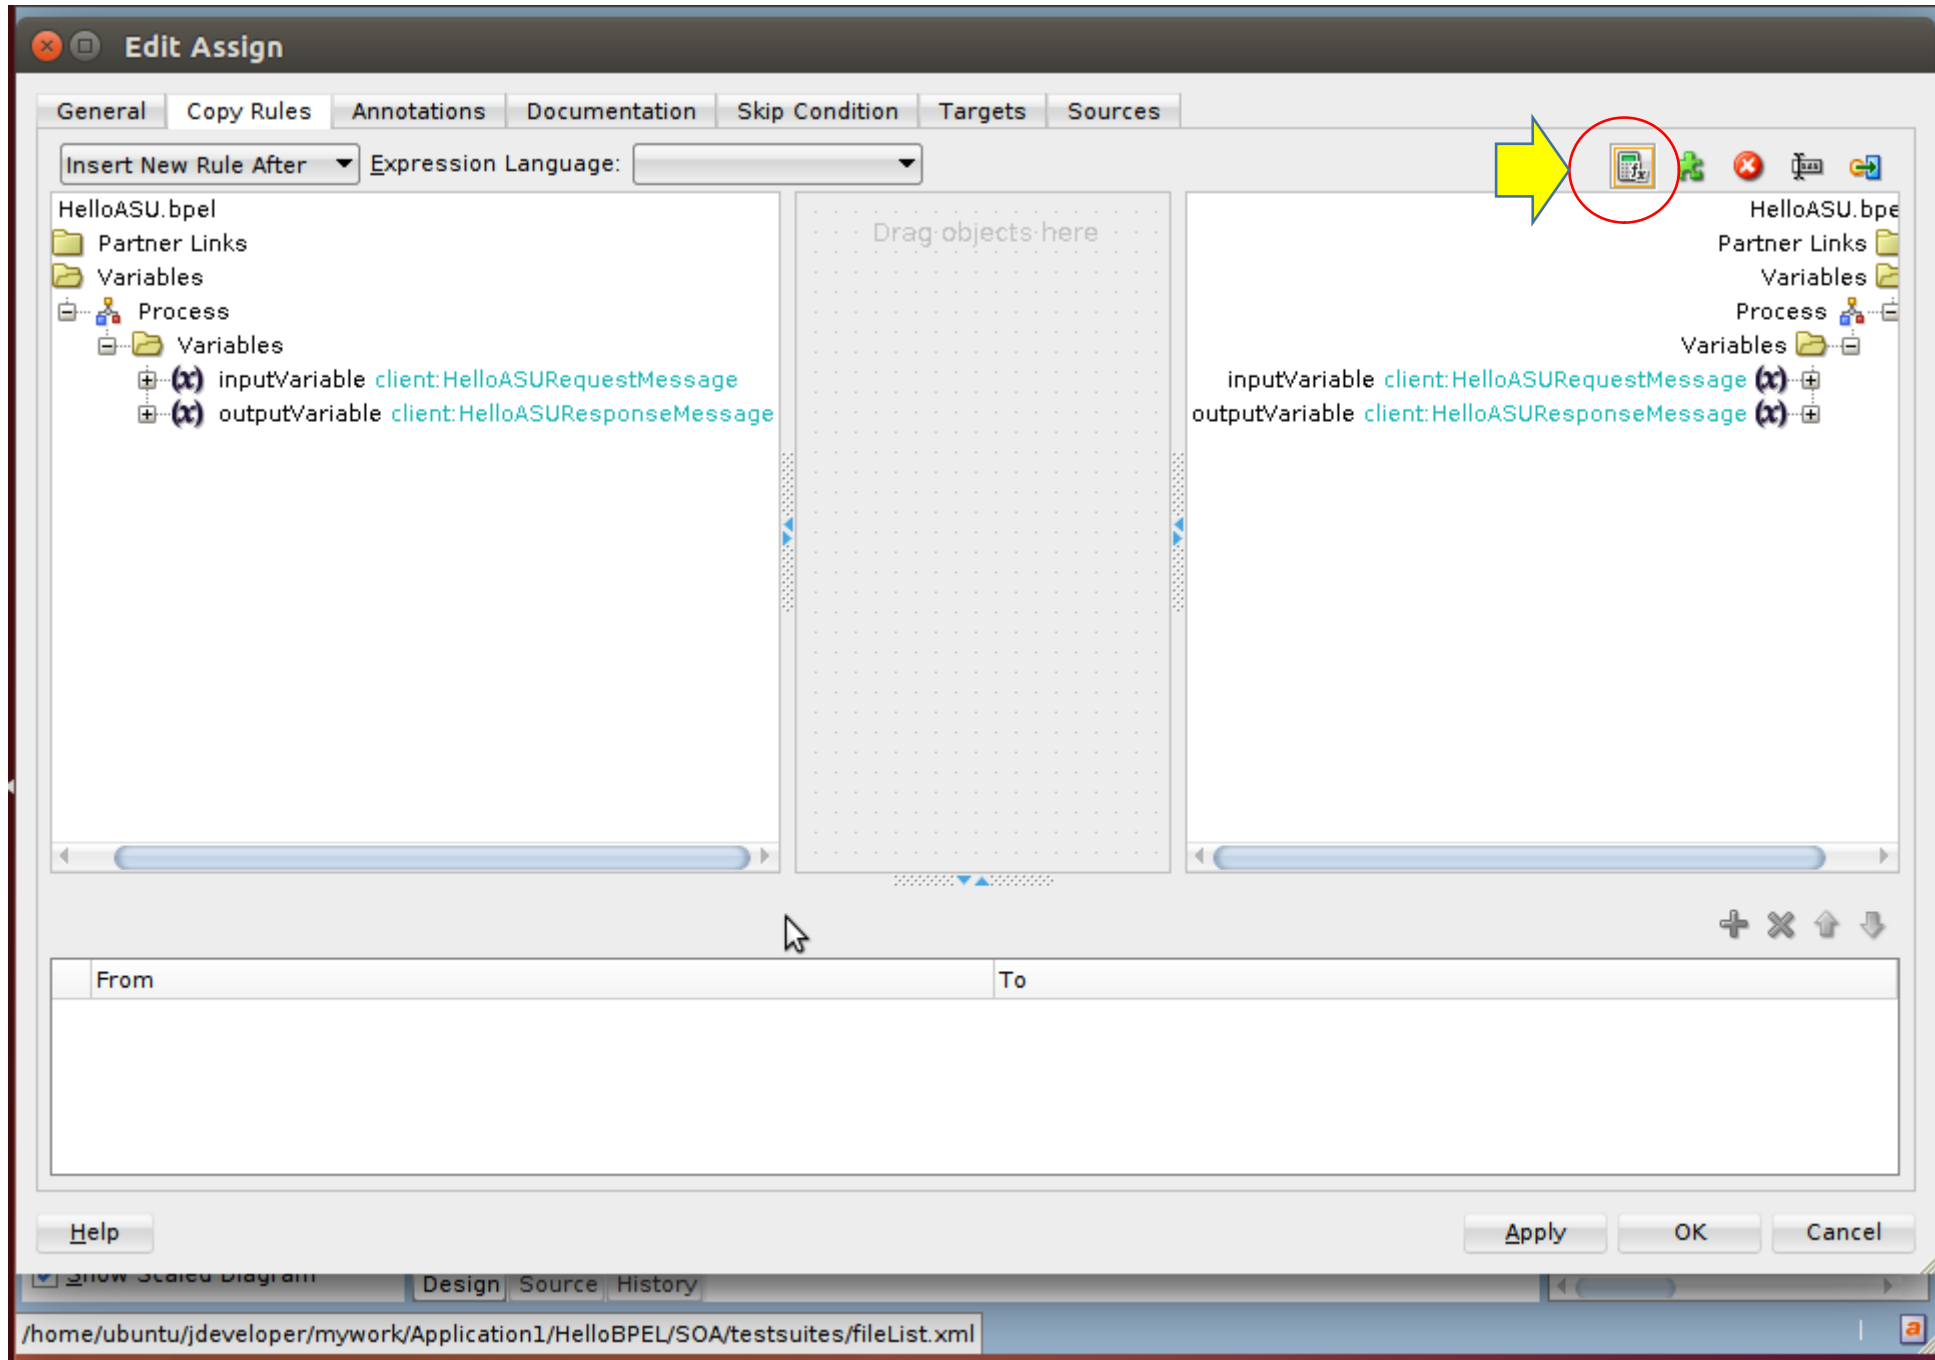 Edit Assign
General Copy Rules Annotations Documentation Skip Condition Targets Sources
Insert New Rule After Expression Language:
HelloASU.bpel
Partner Links
Variables
Process
Variables
inputVariable client:HelloASURequestMessage
outputVariable client:HelloASUResponseMessage
Drag objects here
HelloASU.bpe
Partner Links
Variables
Process
Variables
inputVariable client:HelloASURequestMessage
outputVariable client:HelloASUResponseMessage
From To
Help Apply OK Cancel
Show Scaled Diagram Design Source History
/home/ubuntu/jdeveloper/mywork/Application1/HelloBPEL/SOA/testsuites/fileList.xml